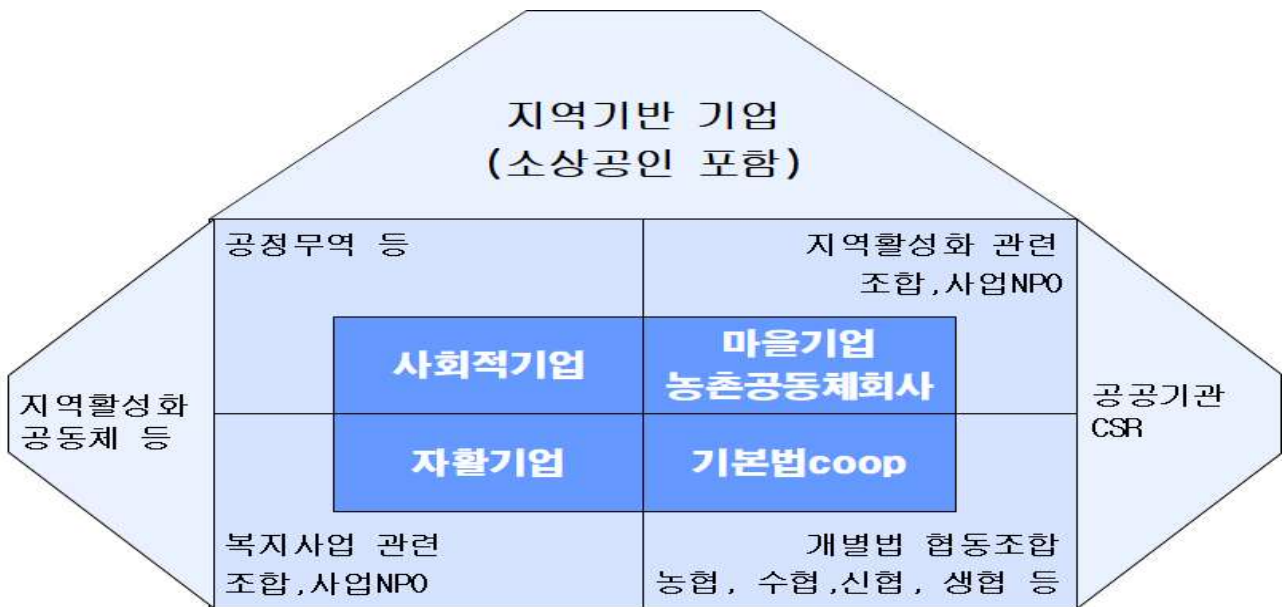 지역기반 기업
(소상공인 포함)
공정무역 등
지역활성화 관련
조합,사업NPO
사회적기업
마을기업
농촌공동체회사
지역활성화
공동체 등
공공기관
CSR
자활기업
기본법coop
복지사업 관련
조합,사업NPO
개별법 협동조합
농협, 수협,신협, 생협 등